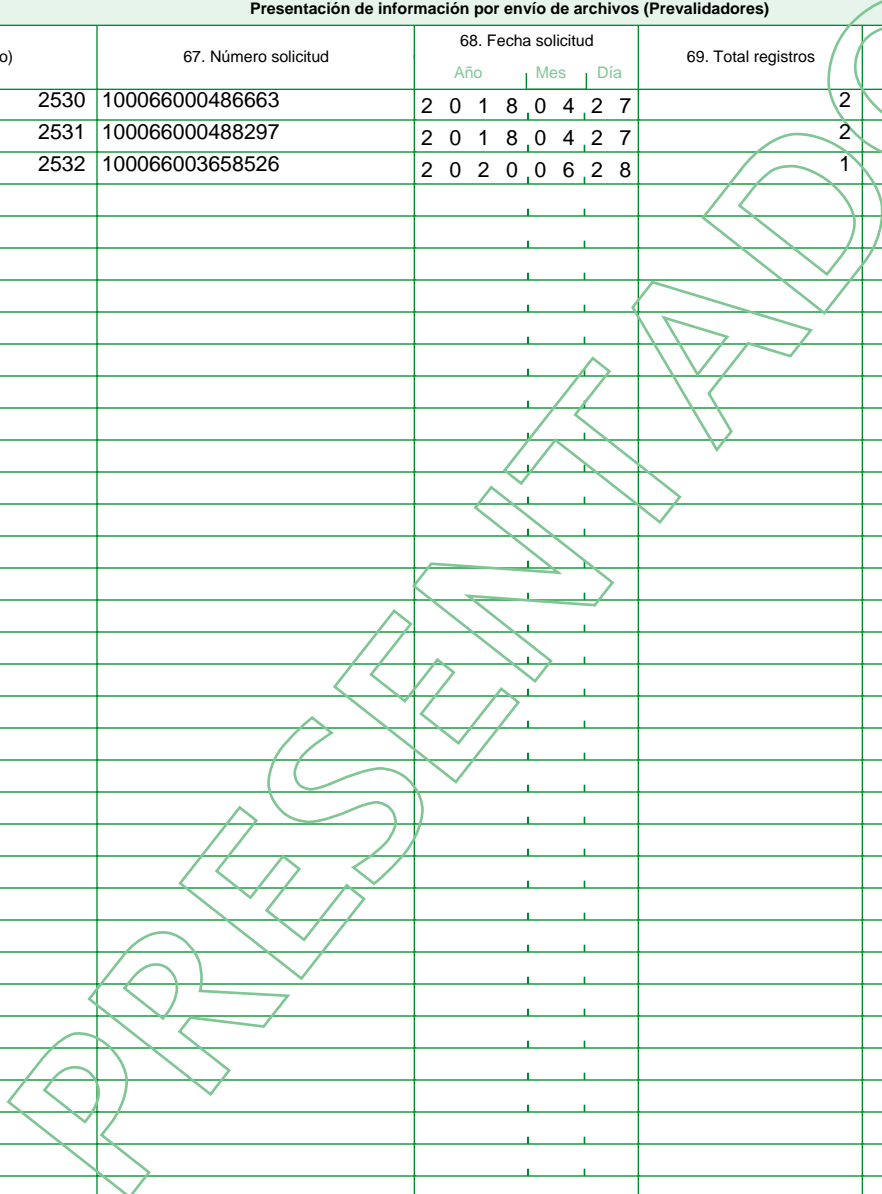 Presentación de información por envío de archivos (Prevalidadores)
o) 67. Número solicitud 68. Fecha solicitud 69. Total registros
Año Mes Día
2530 100066000486663 2 0 1 8 0 4 2 7 2
2531 100066000488297 2 0 1 8 0 4 2 7 2
2532 100066003658526 2 0 2 0 0 6 2 8 1
PRESENTADO